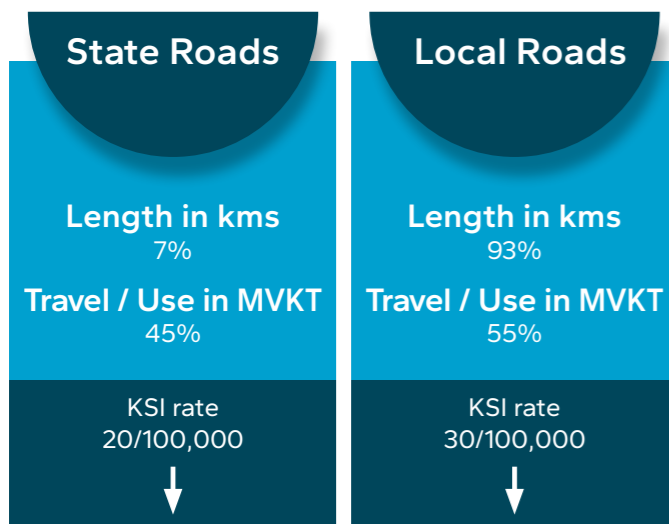 State Roads
Length in kms
7%
Travel / Use in MVKT
45%
KSI rate
20/100,000
Local Roads
Length in kms
93%
Travel / Use in MVKT
55%
KSI rate
30/100,000